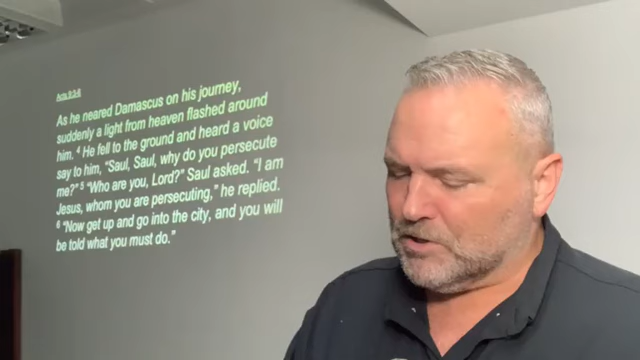 Acts 9:3-6
As he neared Damascus on his journey,
suddenly a light from heaven flashed around
him. 4 He fell to the ground and heard a voice
say to him, “Saul, Saul, why do you persecute
me?” 5 “Who are you, Lord?” Saul asked. “I am
Jesus, whom you are persecuting,” he replied.
6 “Now get up and go into the city, and you will
be told what you must do.”